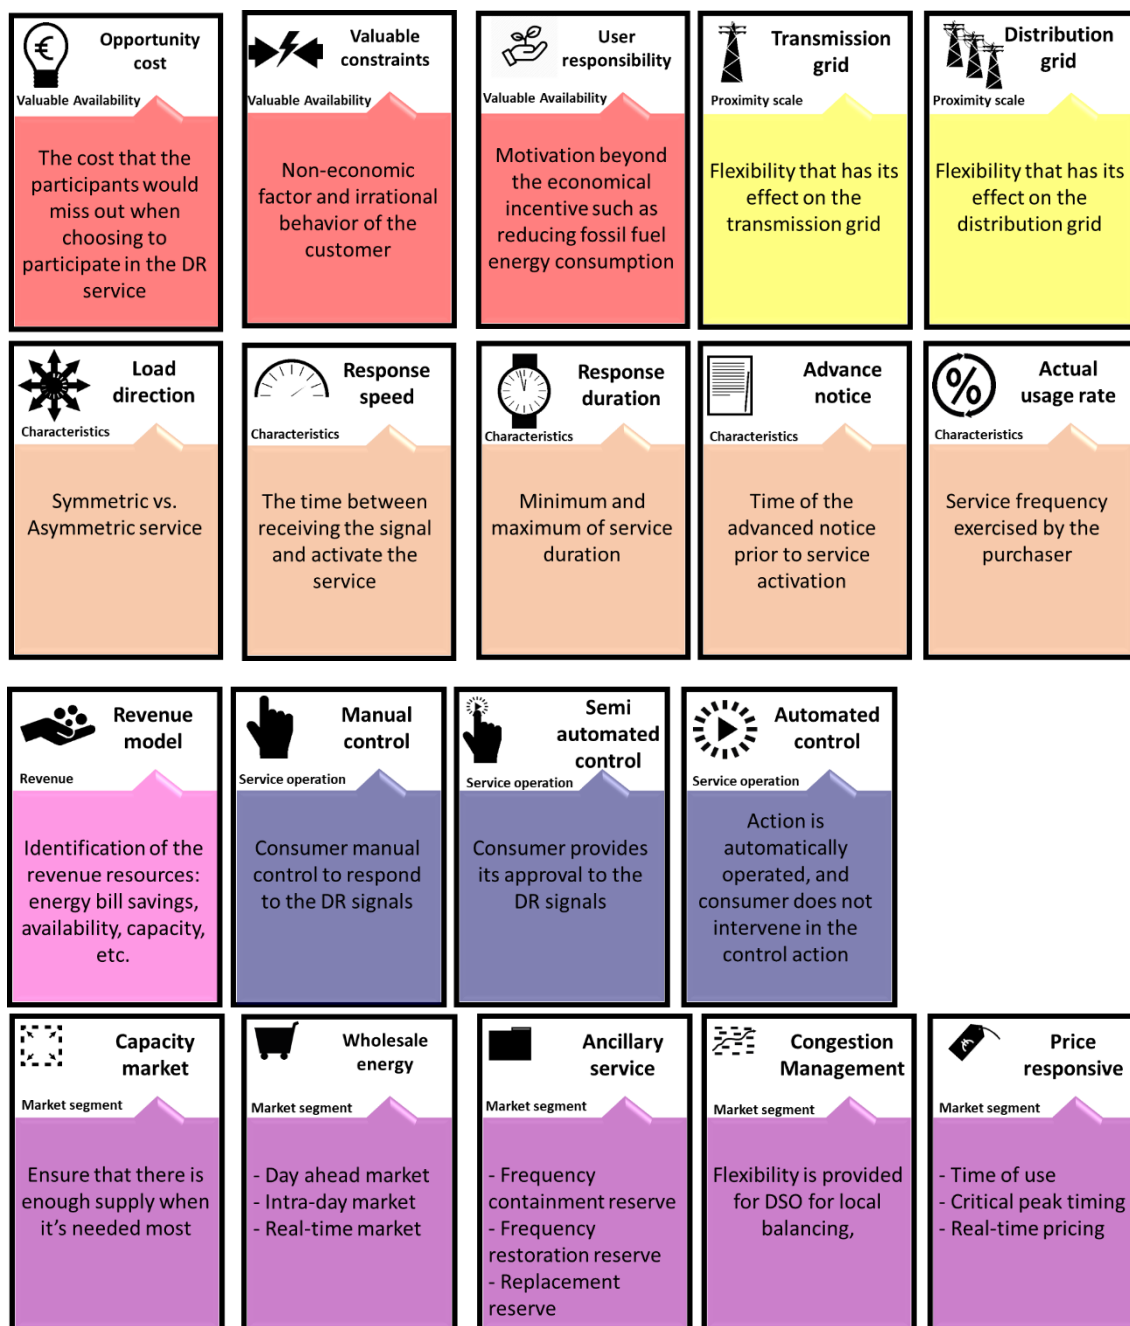 Opportunity
cost
Valuable Availability
The cost that the
participants would
miss out when
choosing to
participate in the DR
service
Valuable
constraints
Valuable Availability
Non-economic
factor and irrational
behavior of the
customer
User
responsibility
Valuable Availability
Motivation beyond
the economical
incentive such as
reducing fossil fuel
energy consumption
Transmission
grid
Proximity scale
Flexibility that has its
effect on the
transmission grid
Distribution
grid
Proximity scale
Flexibility that has its
effect on the
distribution grid
Load
direction
Characteristics
Symmetric vs.
Asymmetric service
Response
speed
Characteristics
The time between
receiving the signal
and activate the
service
Response
duration
Characteristics
Minimum and
maximum of service
duration
Advance
notice
Characteristics
Time of the
advanced notice
prior to service
activation
%
Actual
usage rate
Characteristics
Service frequency
exercised by the
purchaser
Revenue
model
Revenue
Identification of the
revenue resources:
energy bill savings,
availability, capacity,
etc.
Manual
control
Service operation
Consumer manual
control to respond
to the DR signals
Semi
automated
control
Service operation
Consumer provides
its approval to the
DR signals
Automated
control
Service operation
Action is
automatically
operated, and
consumer does not
intervene in the
control action
Capacity
market
Market segment
Ensure that there is
enough supply when
it's needed most
Wholesale
energy
Market segment
- Day ahead market
- Intra-day market
- Real-time market
Ancillary
service
Market segment
- Frequency
containment reserve
- Frequency
restoration reserve
- Replacement
reserve
Congestion
Management
Market segment
Flexibility is provided
for DSO for local
balancing,
Price
responsive
Market segment
- Time of use
- Critical peak timing
- Real-time pricing